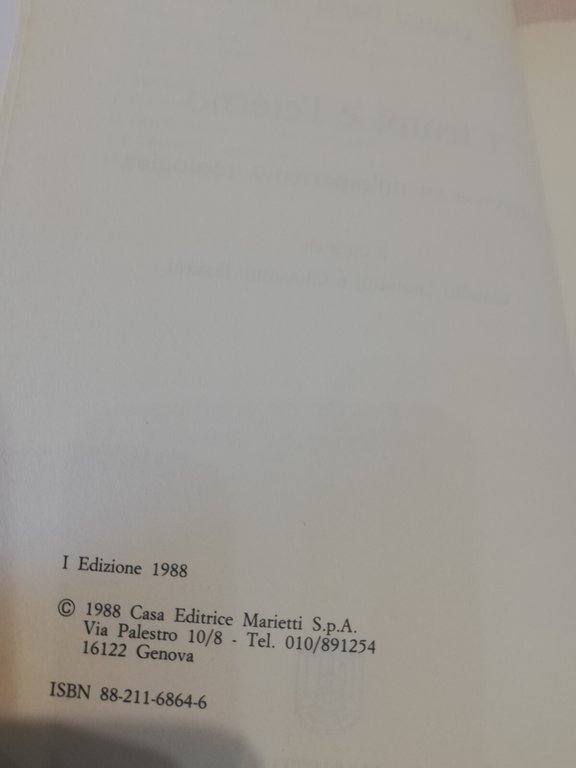 I Edizione 1988
© 1988 Casa Editrice Marietti S.p.A.
Via Palestro 10/8 - Tel. 010/891254
16122 Genova
ISBN 88-211-6864-6